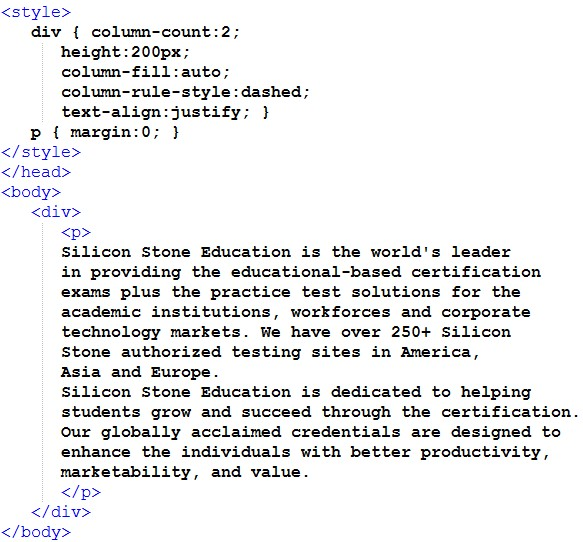 <style>
div { column-count:2;
height:200px;
column-fill:auto;
column-rule-style:dashed;
text-align:justify; }
p { margin:0; }
</style>
</head>
<body>
<div>
<p>
Silicon Stone Education is the world's leader
in providing the educational-based certification
exams plus the practice test solutions for the
academic institutions, workforces and corporate
technology markets. We have over 250+ Silicon
Stone authorized testing sites in America,
Asia and Europe.
Silicon Stone Education is dedicated to helping
students grow and succeed through the certification.
Our globally acclaimed credentials are designed to
enhance the individuals with better productivity,
marketability, and value.
</p>
</div>
</body>